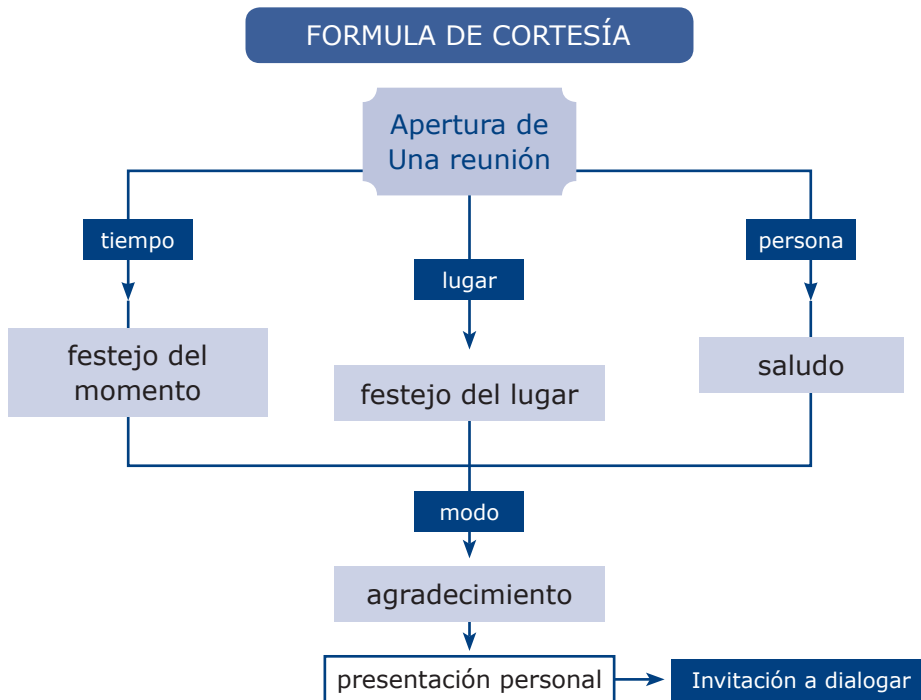 FORMULA DE CORTESÍA
Apertura de
Una reunión
tiempo
lugar
persona
festejo del
momento
festejo del lugar
saludo
modo
agradecimiento
presentación personal
Invitación a dialogar